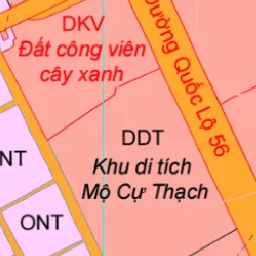 DKV
Đất công viên
cây xanh
Đường Quốc Lộ 56
DDT
Khu di tích
Mộ Cự Thạch
NT
ONT